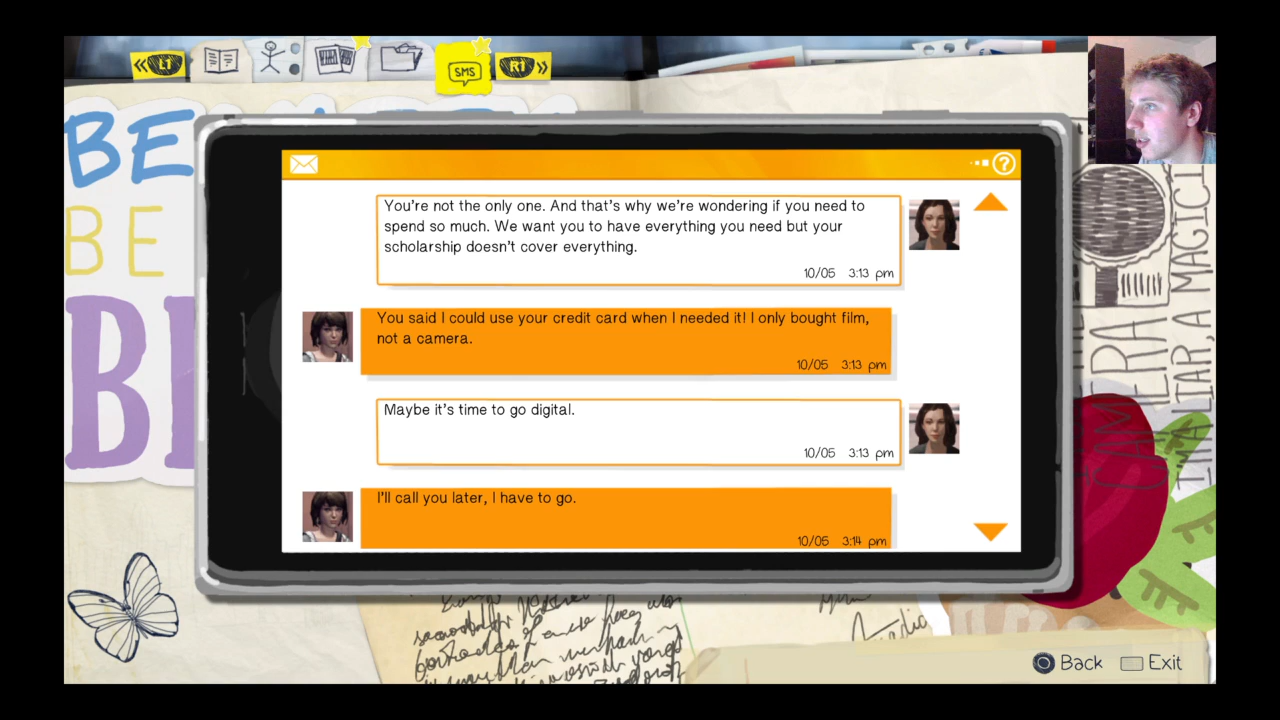 L1
SMS
R1
BE
BE
You're not the only one. And that's why we're wondering if you need to
spend so much. We want you to have everything you need but your
scholarship doesn't cover everything.
10/05 3:13 pm
You said I could use your credit card when I needed it! I only bought film,
not a camera.
10/05 3:13 pm
Maybe it's time to go digital.
10/05 3:13 pm
I'll call you later, I have to go.
10/05 3:14 pm
CAMERA
I'M A LIAR, A MAGICI
Back
Exit